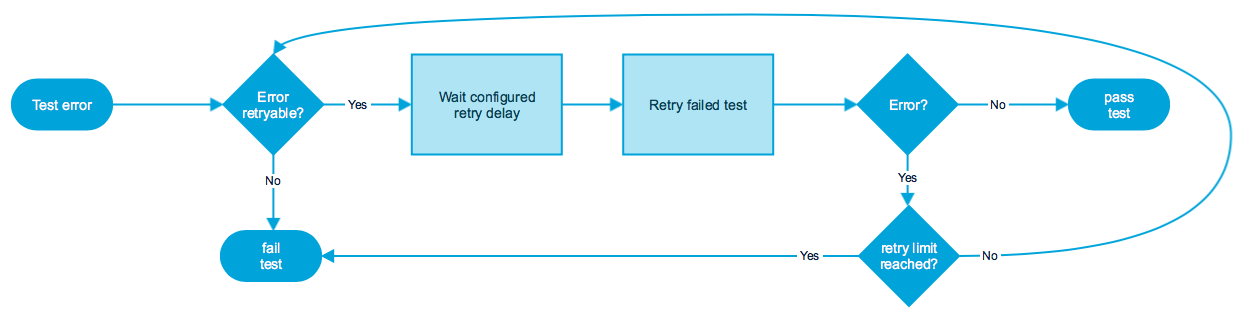 Test error
Error
retryable?
Yes
Wait configured
retry delay
Retry failed test
Error?
No
pass
test
No
Yes
fail
test
Yes
retry limit
reached?
No